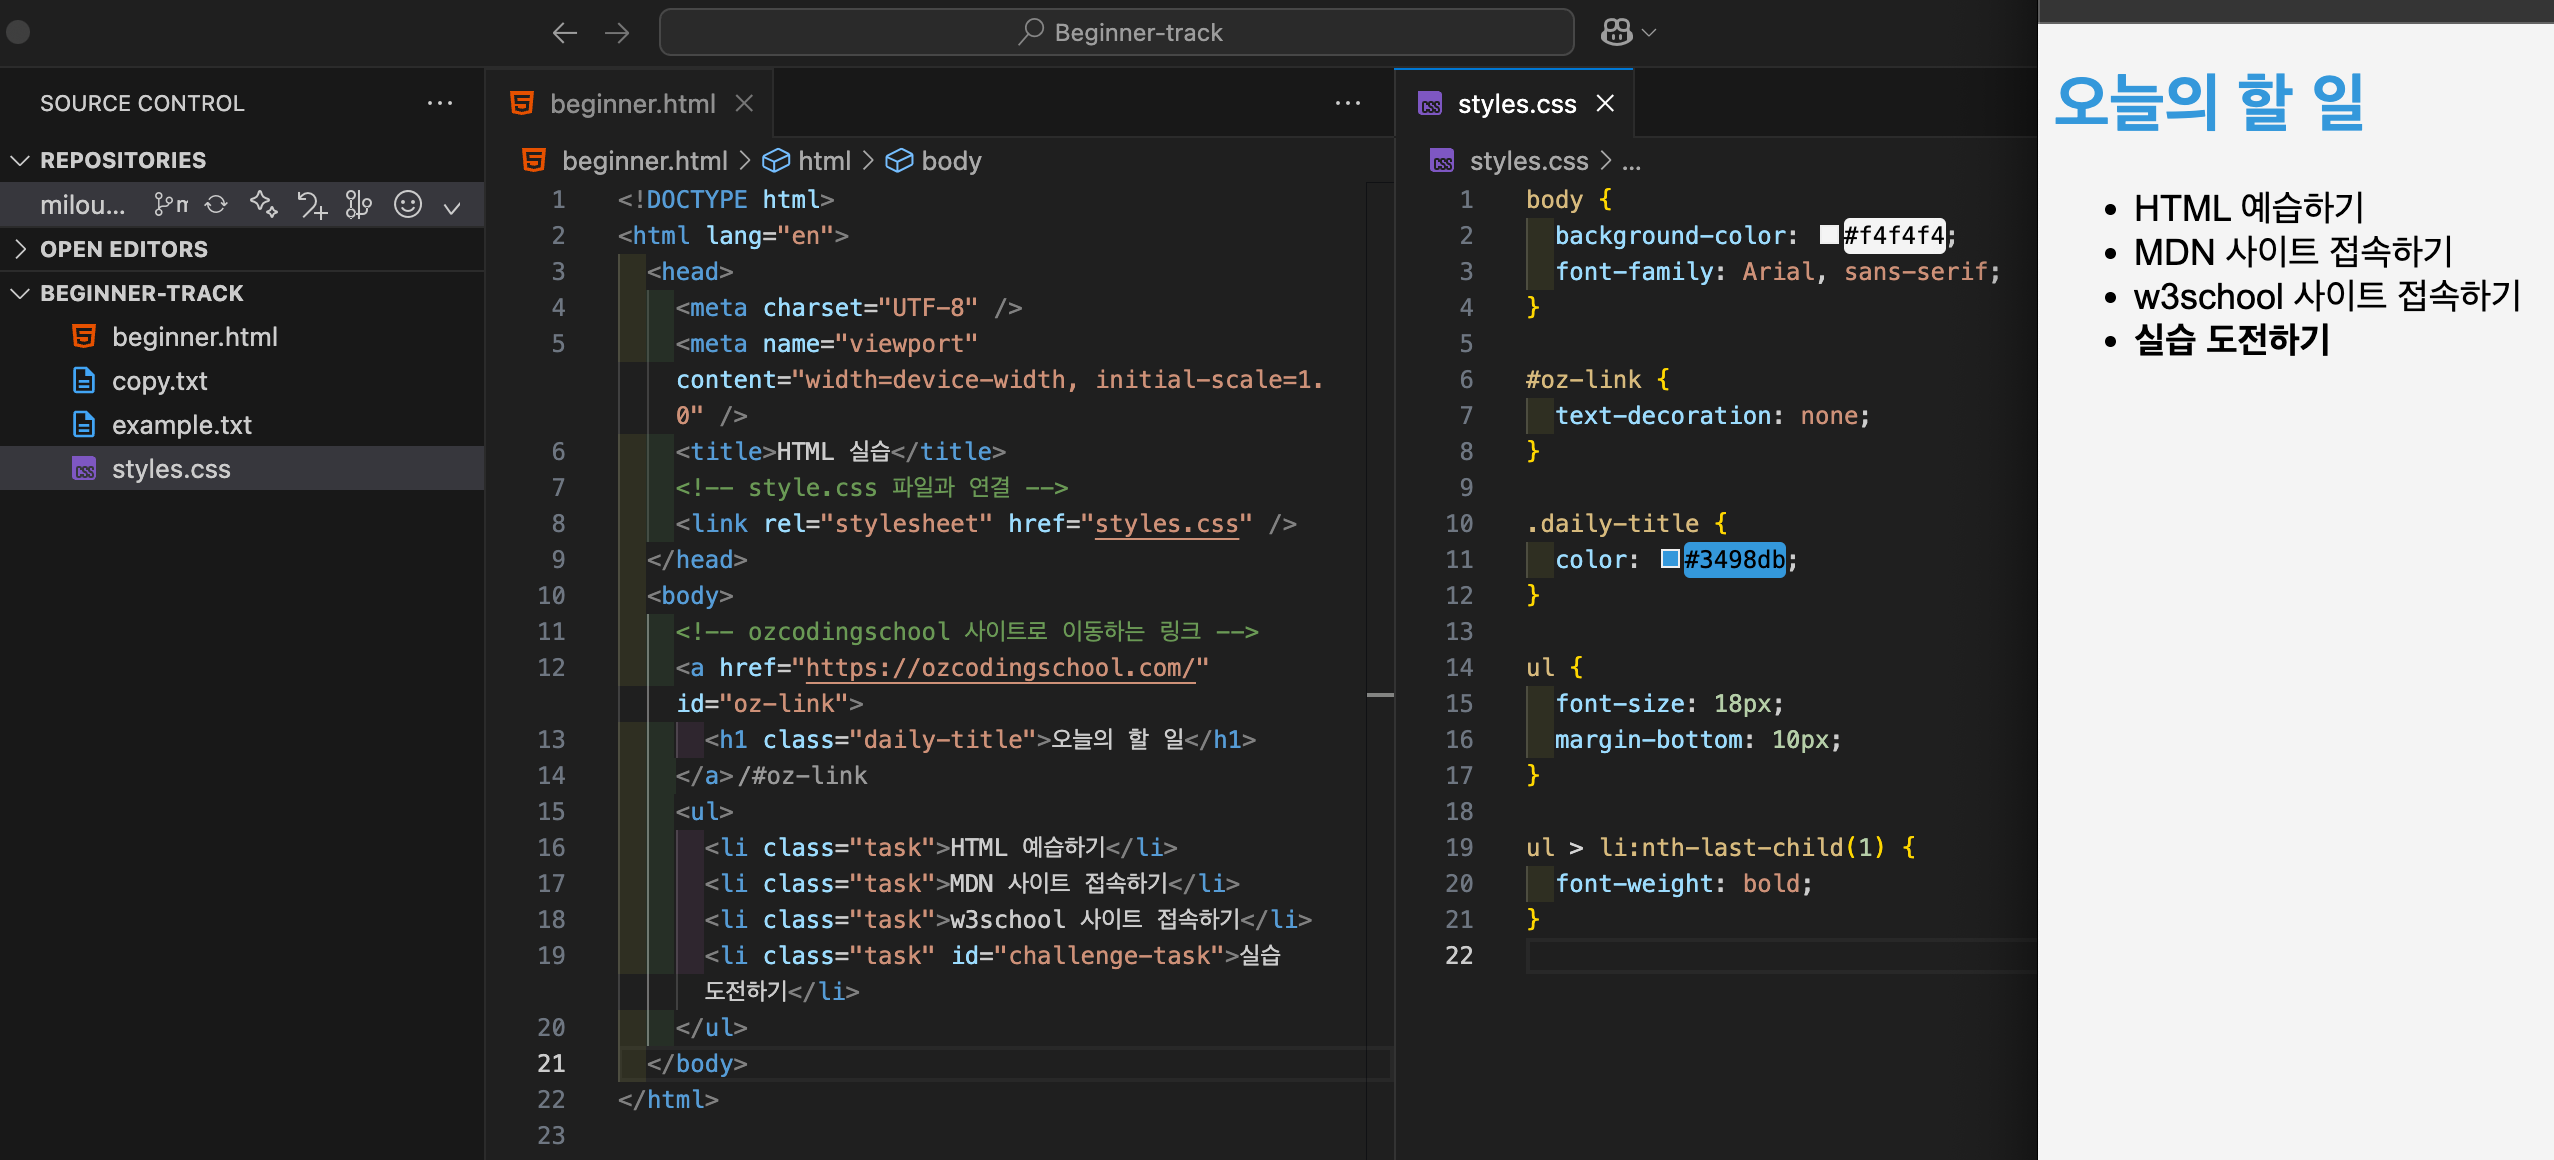 Beginner-track
SOURCE CONTROL
REPOSITORIES
milou...
OPEN EDITORS
BEGINNER-TRACK
beginner.html
copy.txt
example.txt
styles.css
beginner.html
beginner.html > html > body
1 <!DOCTYPE html>
2 <html lang="en">
3 <head>
4 <meta charset="UTF-8" />
5 <meta name="viewport"
content="width=device-width, initial-scale=1.
0" />
6 <title>HTML 실습</title>
7 <!-- style.css 파일과 연결 -->
8 <link rel="stylesheet" href="styles.css" />
9 </head>
10 <body>
11 <!-- ozcodingschool 사이트로 이동하는 링크 -->
12 <a href="https://ozcodingschool.com/"
id="oz-link">
13 <h1 class="daily-title">오늘의 할 일</h1>
14 </a>/#oz-link
15 <ul>
16 <li class="task">HTML 예습하기</li>
17 <li class="task">MDN 사이트 접속하기</li>
18 <li class="task">w3school 사이트 접속하기</li>
19 <li class="task" id="challenge-task">실습
도전하기</li>
20 </ul>
21 </body>
22 </html>
23
styles.css
styles.css > ...
1 body {
2 background-color: #f4f4f4;
3 font-family: Arial, sans-serif;
4 }
5
6 #oz-link {
7 text-decoration: none;
8 }
9
10 .daily-title {
11 color: #3498db;
12 }
13
14 ul {
15 font-size: 18px;
16 margin-bottom: 10px;
17 }
18
19 ul > li:nth-last-child(1) {
20 font-weight: bold;
21 }
22
오늘의 할 일
• HTML 예습하기
• MDN 사이트 접속하기
• w3school 사이트 접속하기
• 실습 도전하기